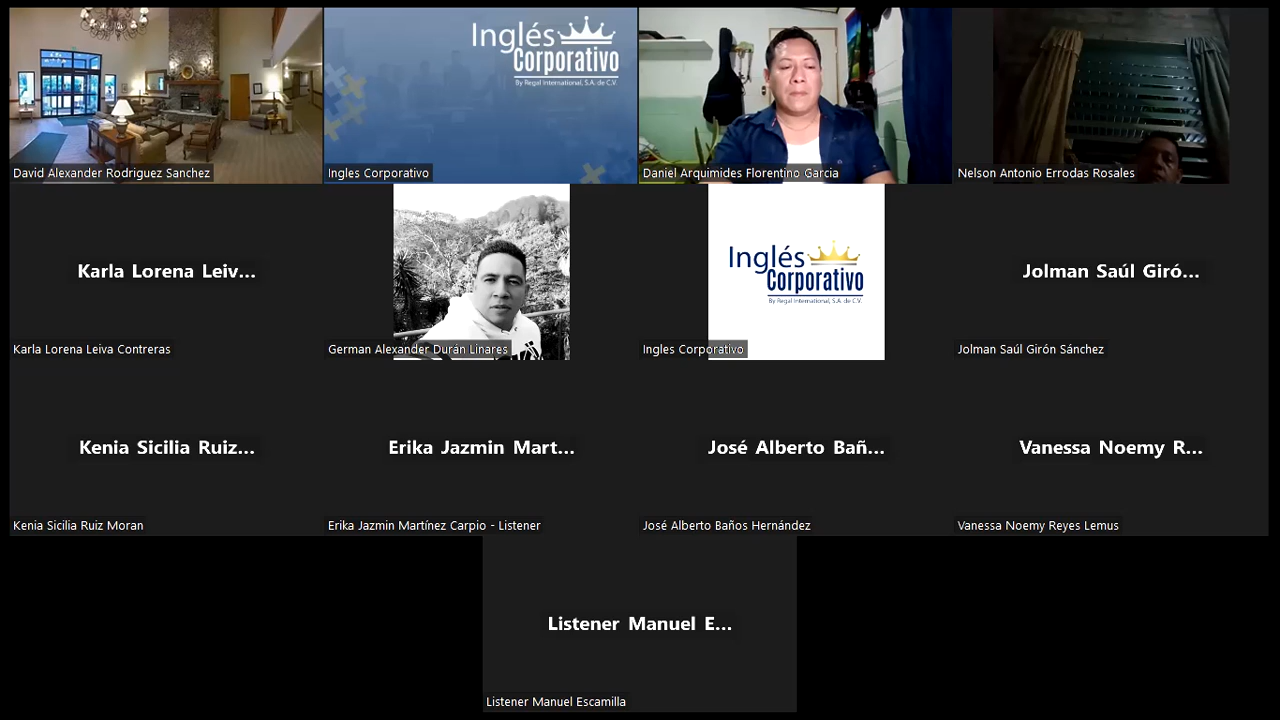 Inglés
Corporativo
By Regal International, S.A. de C.V.
David Alexander Rodriguez Sanchez
Ingles Corporativo
Daniel Arquimides Florentino Garcia
Nelson Antonio Errodas Rosales
Karla Lorena Leiv...
Inglés
Corporativo
By Regal International, S.A. de C.V.
Jolman Saúl Giró...
Karla Lorena Leiva Contreras
German Alexander Durán Linares
Ingles Corporativo
Jolman Saúl Girón Sánchez
Kenia Sicilia Ruiz...
Erika Jazmin Mart...
José Alberto Bañ...
Vanessa Noemy R...
Kenia Sicilia Ruiz Moran
Erika Jazmin Martínez Carpio - Listener
José Alberto Baños Hernández
Vanessa Noemy Reyes Lemus
Listener Manuel E...
Listener Manuel Escamilla